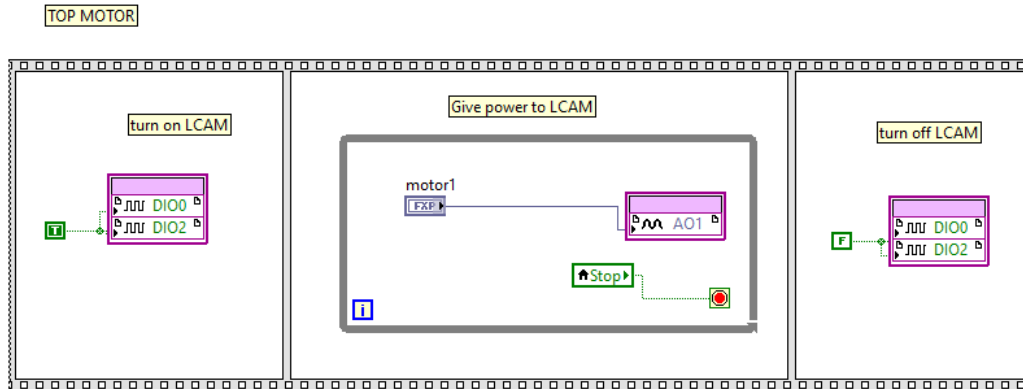 TOP MOTOR
turn on LCAM
T
DIO0
DIO2
Give power to LCAM
motor1
FXP
AO1
Stop
i
turn off LCAM
F
DIO0
DIO2